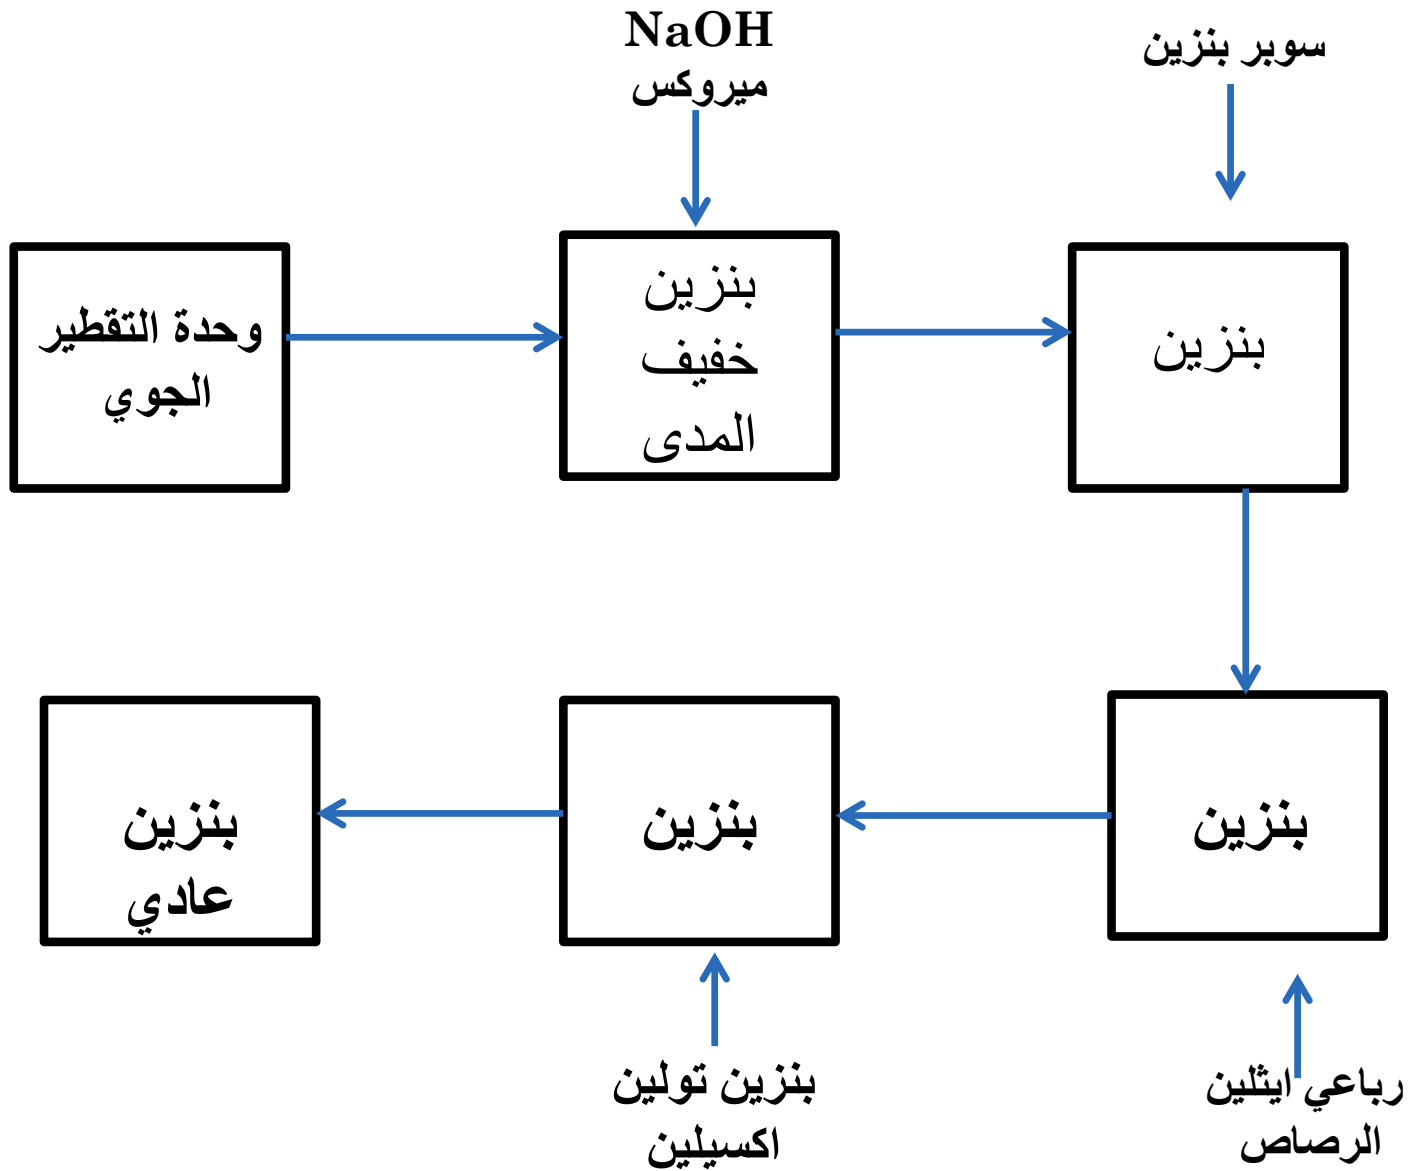 NaOH
ميروكس
سوبر بنزين
وحدة التقطير
الجوي
بنزين
خفيف
المدى
بنزين
بنزين
بنزين
بنزين
عادي
بنزين تولين
اكسيلين
رباعي ايثلين
الرصاص